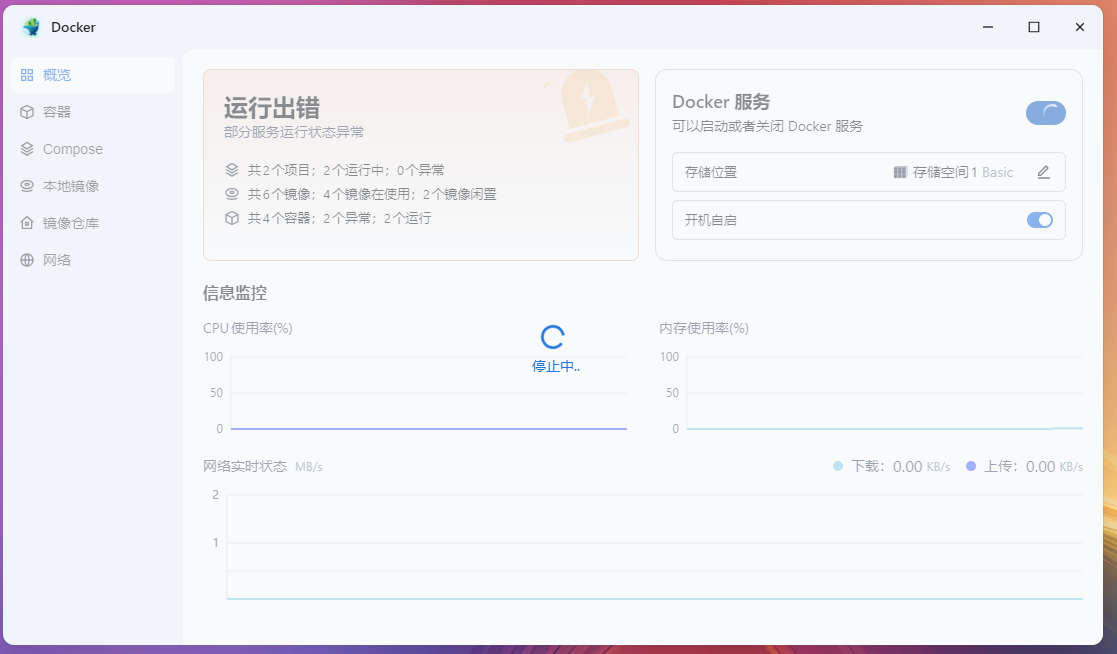 Docker
概览
容器
Compose
本地镜像
镜像仓库
网络
运行出错
部分服务运行状态异常
共2个项目；2个运行中；0个异常
共6个镜像；4个镜像在使用；2个镜像闲置
共4个容器；2个异常；2个运行
Docker 服务
可以启动或者关闭 Docker 服务
存储位置 存储空间1 Basic
开机自启
信息监控
CPU使用率(%)
100
50
0
停止中..
内存使用率(%)
100
50
0
网络实时状态 MB/s
下载：0.00 KB/s 上传：0.00 KB/s
2
1